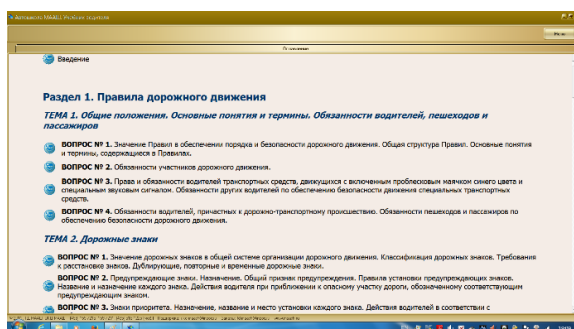 Оглавление
Введение
Раздел 1. Правила дорожного движения
ТЕМА 1. Общие положения. Основные понятия и термины. Обязанности водителей, пешеходов и
пассажиров
ВОПРОС № 1. Значение Правил в обеспечении порядка и безопасности дорожного движения. Общая структура Правил. Основные понятия
и термины, содержащиеся в Правилах.
ВОПРОС № 2. Обязанности участников дорожного движения.
ВОПРОС № 3. Права и обязанности водителей транспортных средств, движущихся с включенным проблесковым маячком синего цвета и
специальным звуковым сигналом. Обязанности других водителей по обеспечению безопасности движения специальных транспортных
средств.
ВОПРОС № 4. Обязанности водителей, причастных к дорожно-транспортному происшествию. Обязанности пешеходов и пассажиров по
обеспечению безопасности дорожного движения.
ТЕМА 2. Дорожные знаки
ВОПРОС № 1. Значение дорожных знаков в общей системе организации дорожного движения. Классификация дорожных знаков. Требования
к расстановке знаков. Дублирующие, повторные и временные дорожные знаки.
ВОПРОС № 2. Предупреждающие знаки. Назначение. Общий признак предупреждения. Правила установки предупреждающих знаков.
Название и назначение каждого знака. Действия водителя при приближении к опасному участку дороги, обозначенному соответствующим
предупреждающим знаком.
ВОПРОС № 3. Знаки приоритета. Назначение, название и место установки каждого знака. Действия водителей в соответствии с